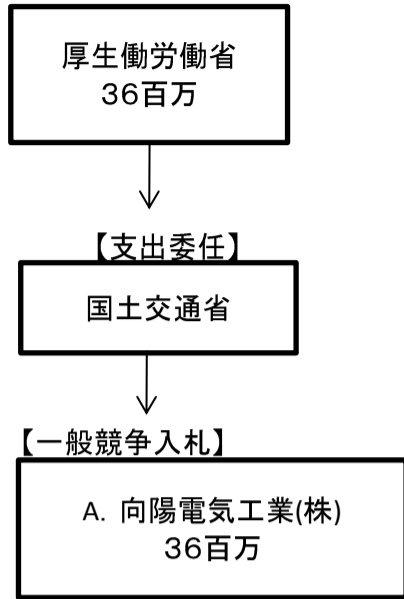 厚生働労働省
36百万
【支出委任】
国土交通省
【一般競争入札】
A. 向陽電気工業(株)
36百万